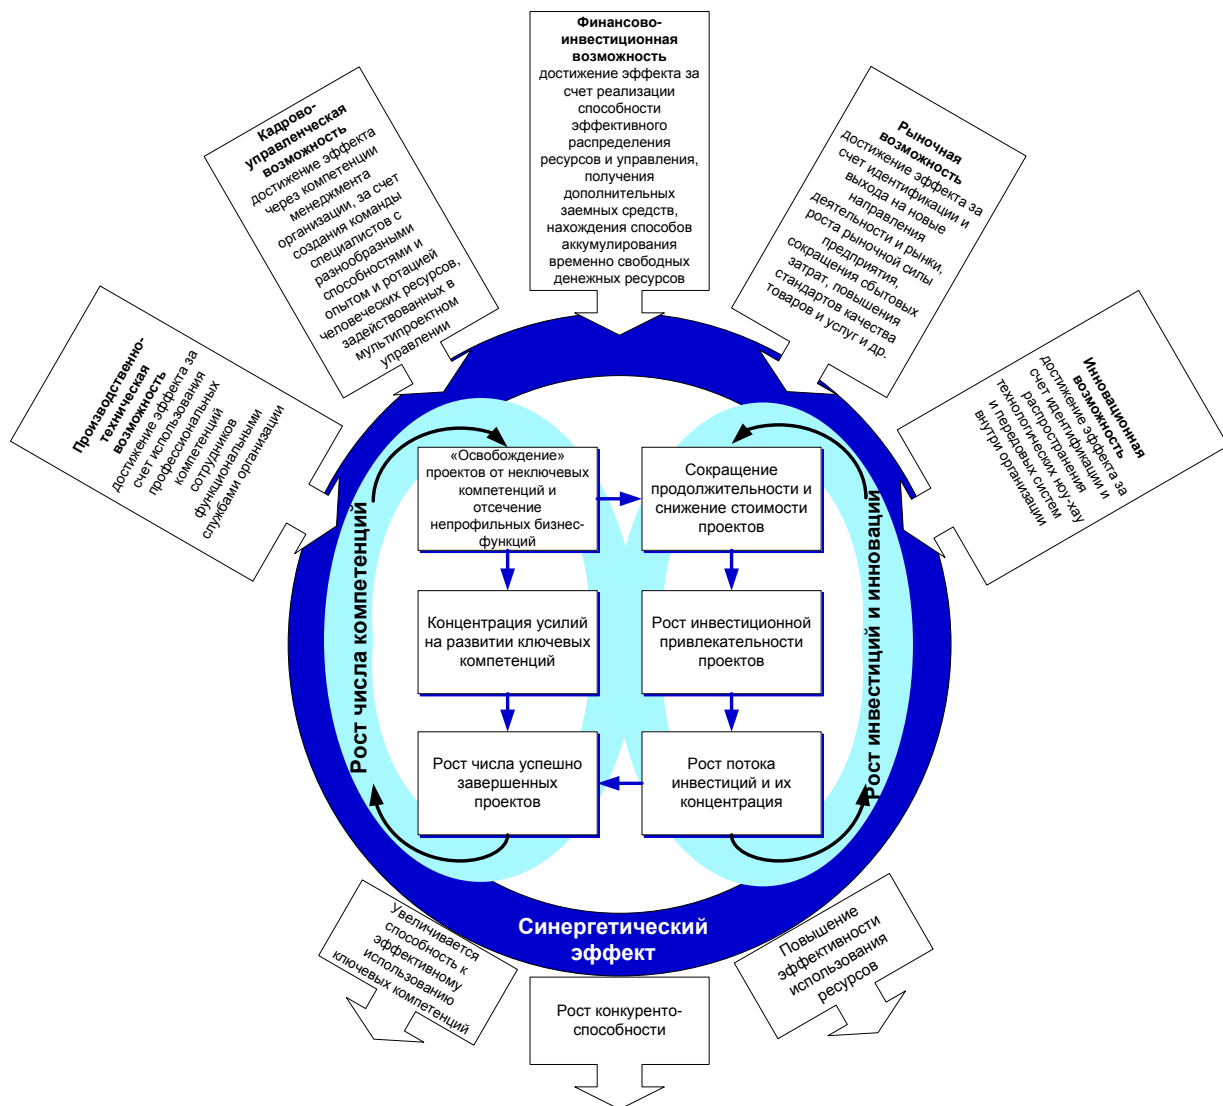 Финансово-
инвестиционная
возможность
достижение эффекта за
счет реализации
способности
эффективного
распределения
ресурсов и управления,
получения
дополнительных
заемных средств,
нахождения способов
аккумулирования
временно свободных
денежных ресурсов
Кадрово-
управленческая
возможность
достижение эффекта
через компетенции
менеджмента
организации, за счет
создания команды
специалистов с
разнообразными
способностями и
опытом и ротацией
человеческих ресурсов,
задействованных в
мультипроектном
управлении
Рыночная
возможность
достижение эффекта за
счет идентификации и
выхода на новые
направления
деятельности и рынки,
роста рыночной силы
предприятия,
сокращения сбытовых
затрат, повышения
стандартов качества
товаров и услуг и др.
Производственно-
техническая
возможность
достижение эффекта за
счет использования
профессиональных
компетенций
сотрудников
функциональными
службами организации
Инновационная
возможность
достижение эффекта за
счет идентификации и
распространения
технологических ноу-хау
и передовых систем
внутри организации
Рост числа компетенций
«Освобождение»
проектов от неключевых
компетенций и
отсечение
непрофильных бизнес-
функций
Сокращение
продолжительности и
снижение стоимости
проектов
Рост инвестиций и инноваций
Концентрация усилий
на развитии ключевых
компетенций
Рост инвестиционной
привлекательности
проектов
Рост числа успешно
завершенных
проектов
Рост потока
инвестиций и их
концентрация
Синергетический
эффект
Увеличивается
способность к
эффективному
использованию
ключевых компетенций
Рост конкуренто-
способности
Повышение
эффективности
использования
ресурсов